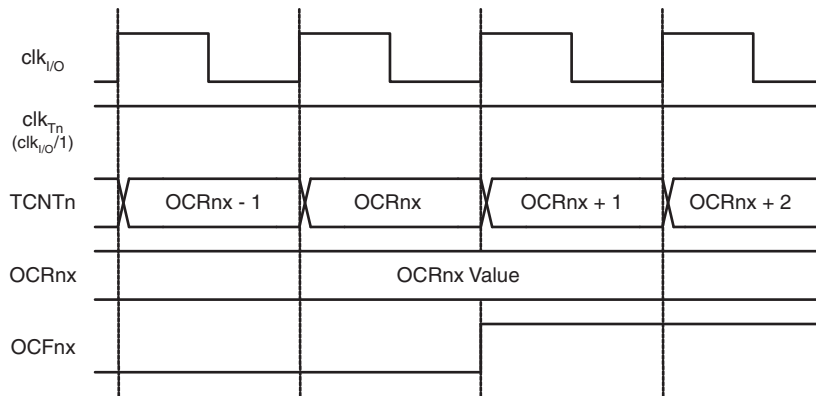 clkI/O
clkTn
(clkI/O/1)
TCNTn OCRnx - 1 OCRnx OCRnx + 1 OCRnx + 2
OCRnx OCRnx Value
OCFnx